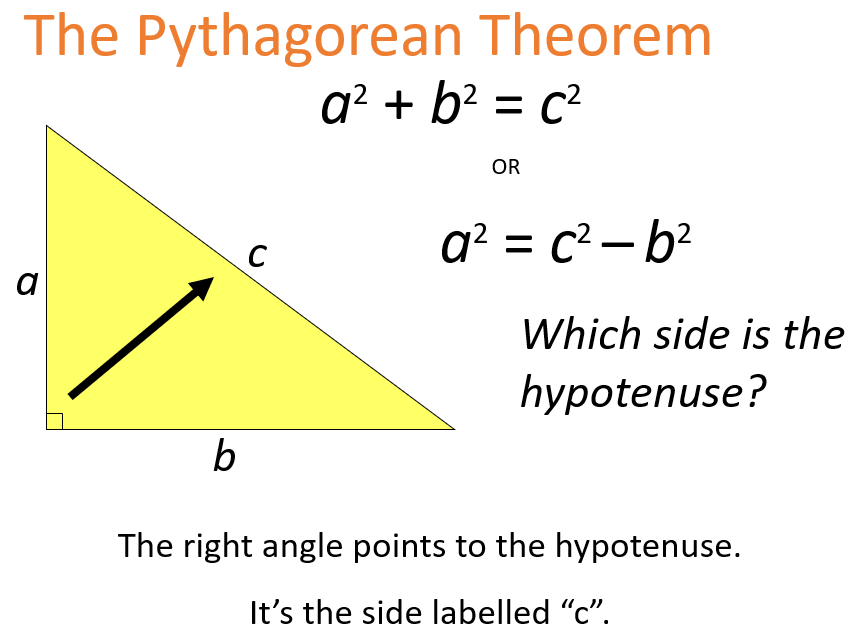 The Pythagorean Theorem
a² + b² = c²
OR
a² = c² – b²
c
a
Which side is the
hypotenuse?
b
The right angle points to the hypotenuse.
It’s the side labelled “c”.